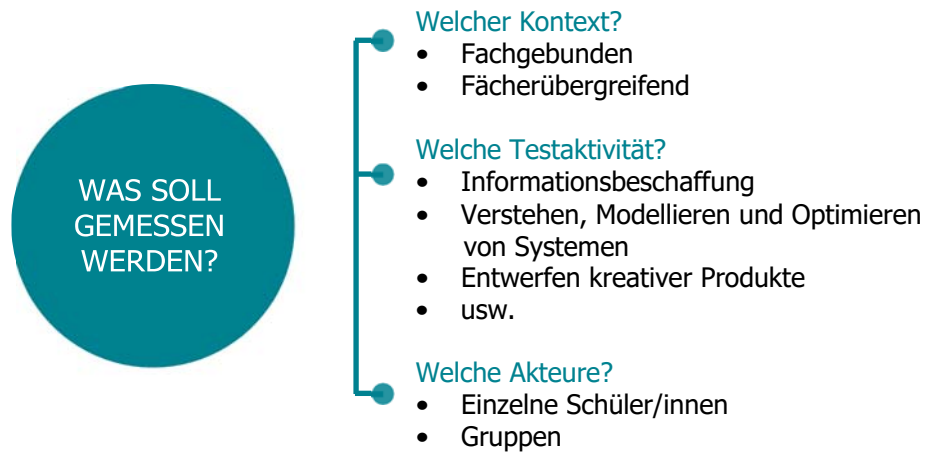 WAS SOLL
GEMESSEN
WERDEN?
Welcher Kontext?
• Fachgebunden
• Fächerübergreifend
Welche Testaktivität?
• Informationsbeschaffung
• Verstehen, Modellieren und Optimieren
von Systemen
• Entwerfen kreativer Produkte
• usw.
Welche Akteure?
• Einzelne Schüler/innen
• Gruppen